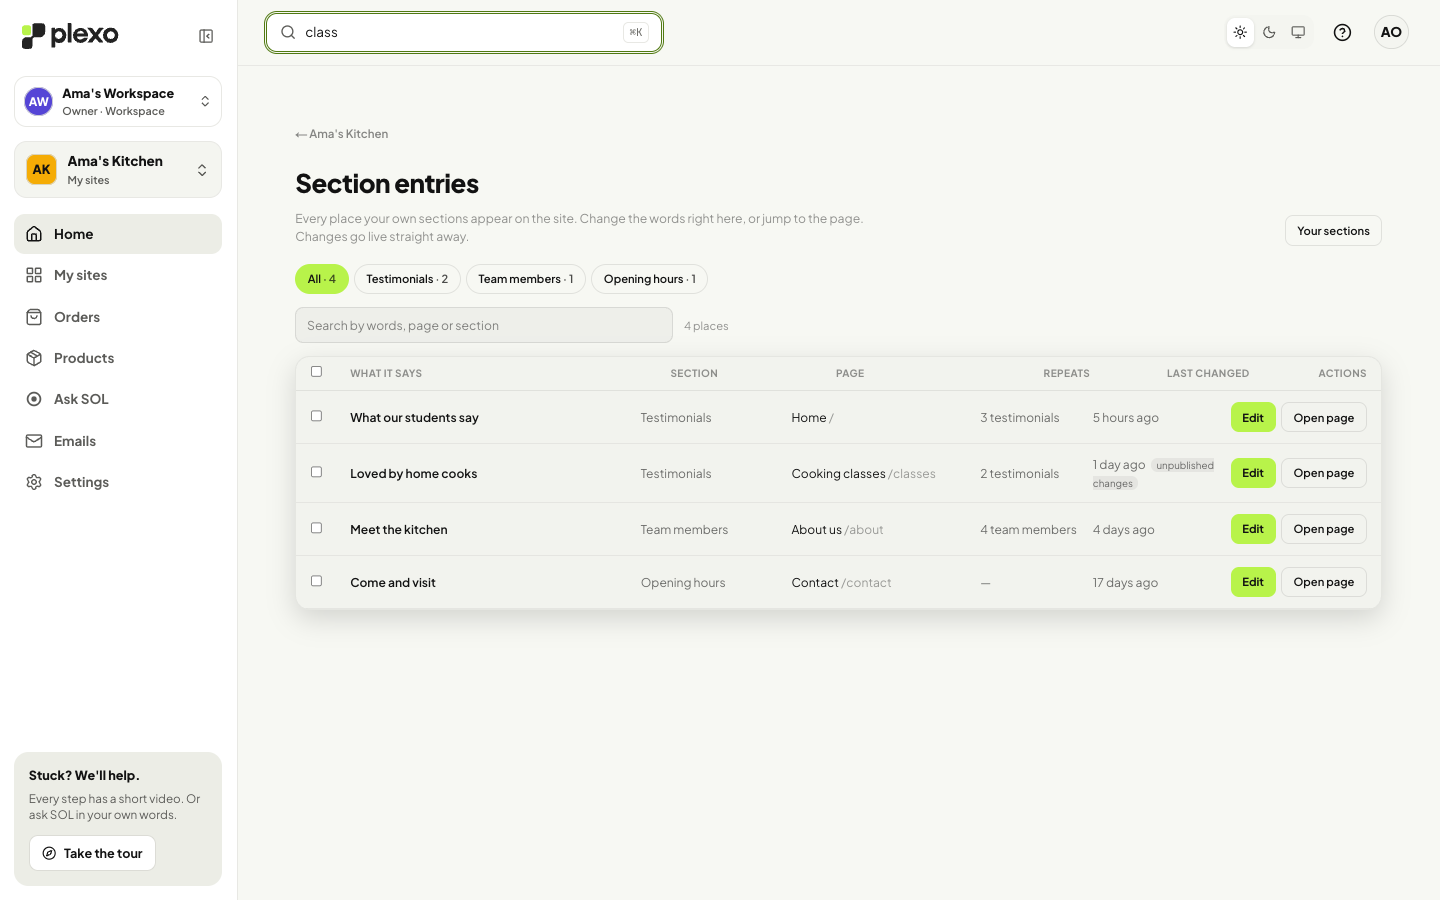 plexo
class
⌘K
AO
AW
Ama's Workspace
Owner · Workspace
AK
Ama's Kitchen
My sites
Home
My sites
Orders
Products
Ask SOL
Emails
Settings
Stuck? We'll help.
Every step has a short video. Or
ask SOL in your own words.
Take the tour
← Ama's Kitchen
Section entries
Every place your own sections appear on the site. Change the words right here, or jump to the page.
Changes go live straight away.
Your sections
All · 4
Testimonials · 2
Team members · 1
Opening hours · 1
Search by words, page or section
4 places
WHAT IT SAYS SECTION PAGE REPEATS LAST CHANGED ACTIONS
What our students say Testimonials Home / 3 testimonials 5 hours ago Edit Open page
Loved by home cooks Testimonials Cooking classes /classes 2 testimonials 1 day ago unpublished
changes Edit Open page
Meet the kitchen Team members About us /about 4 team members 4 days ago Edit Open page
Come and visit Opening hours Contact /contact — 17 days ago Edit Open page